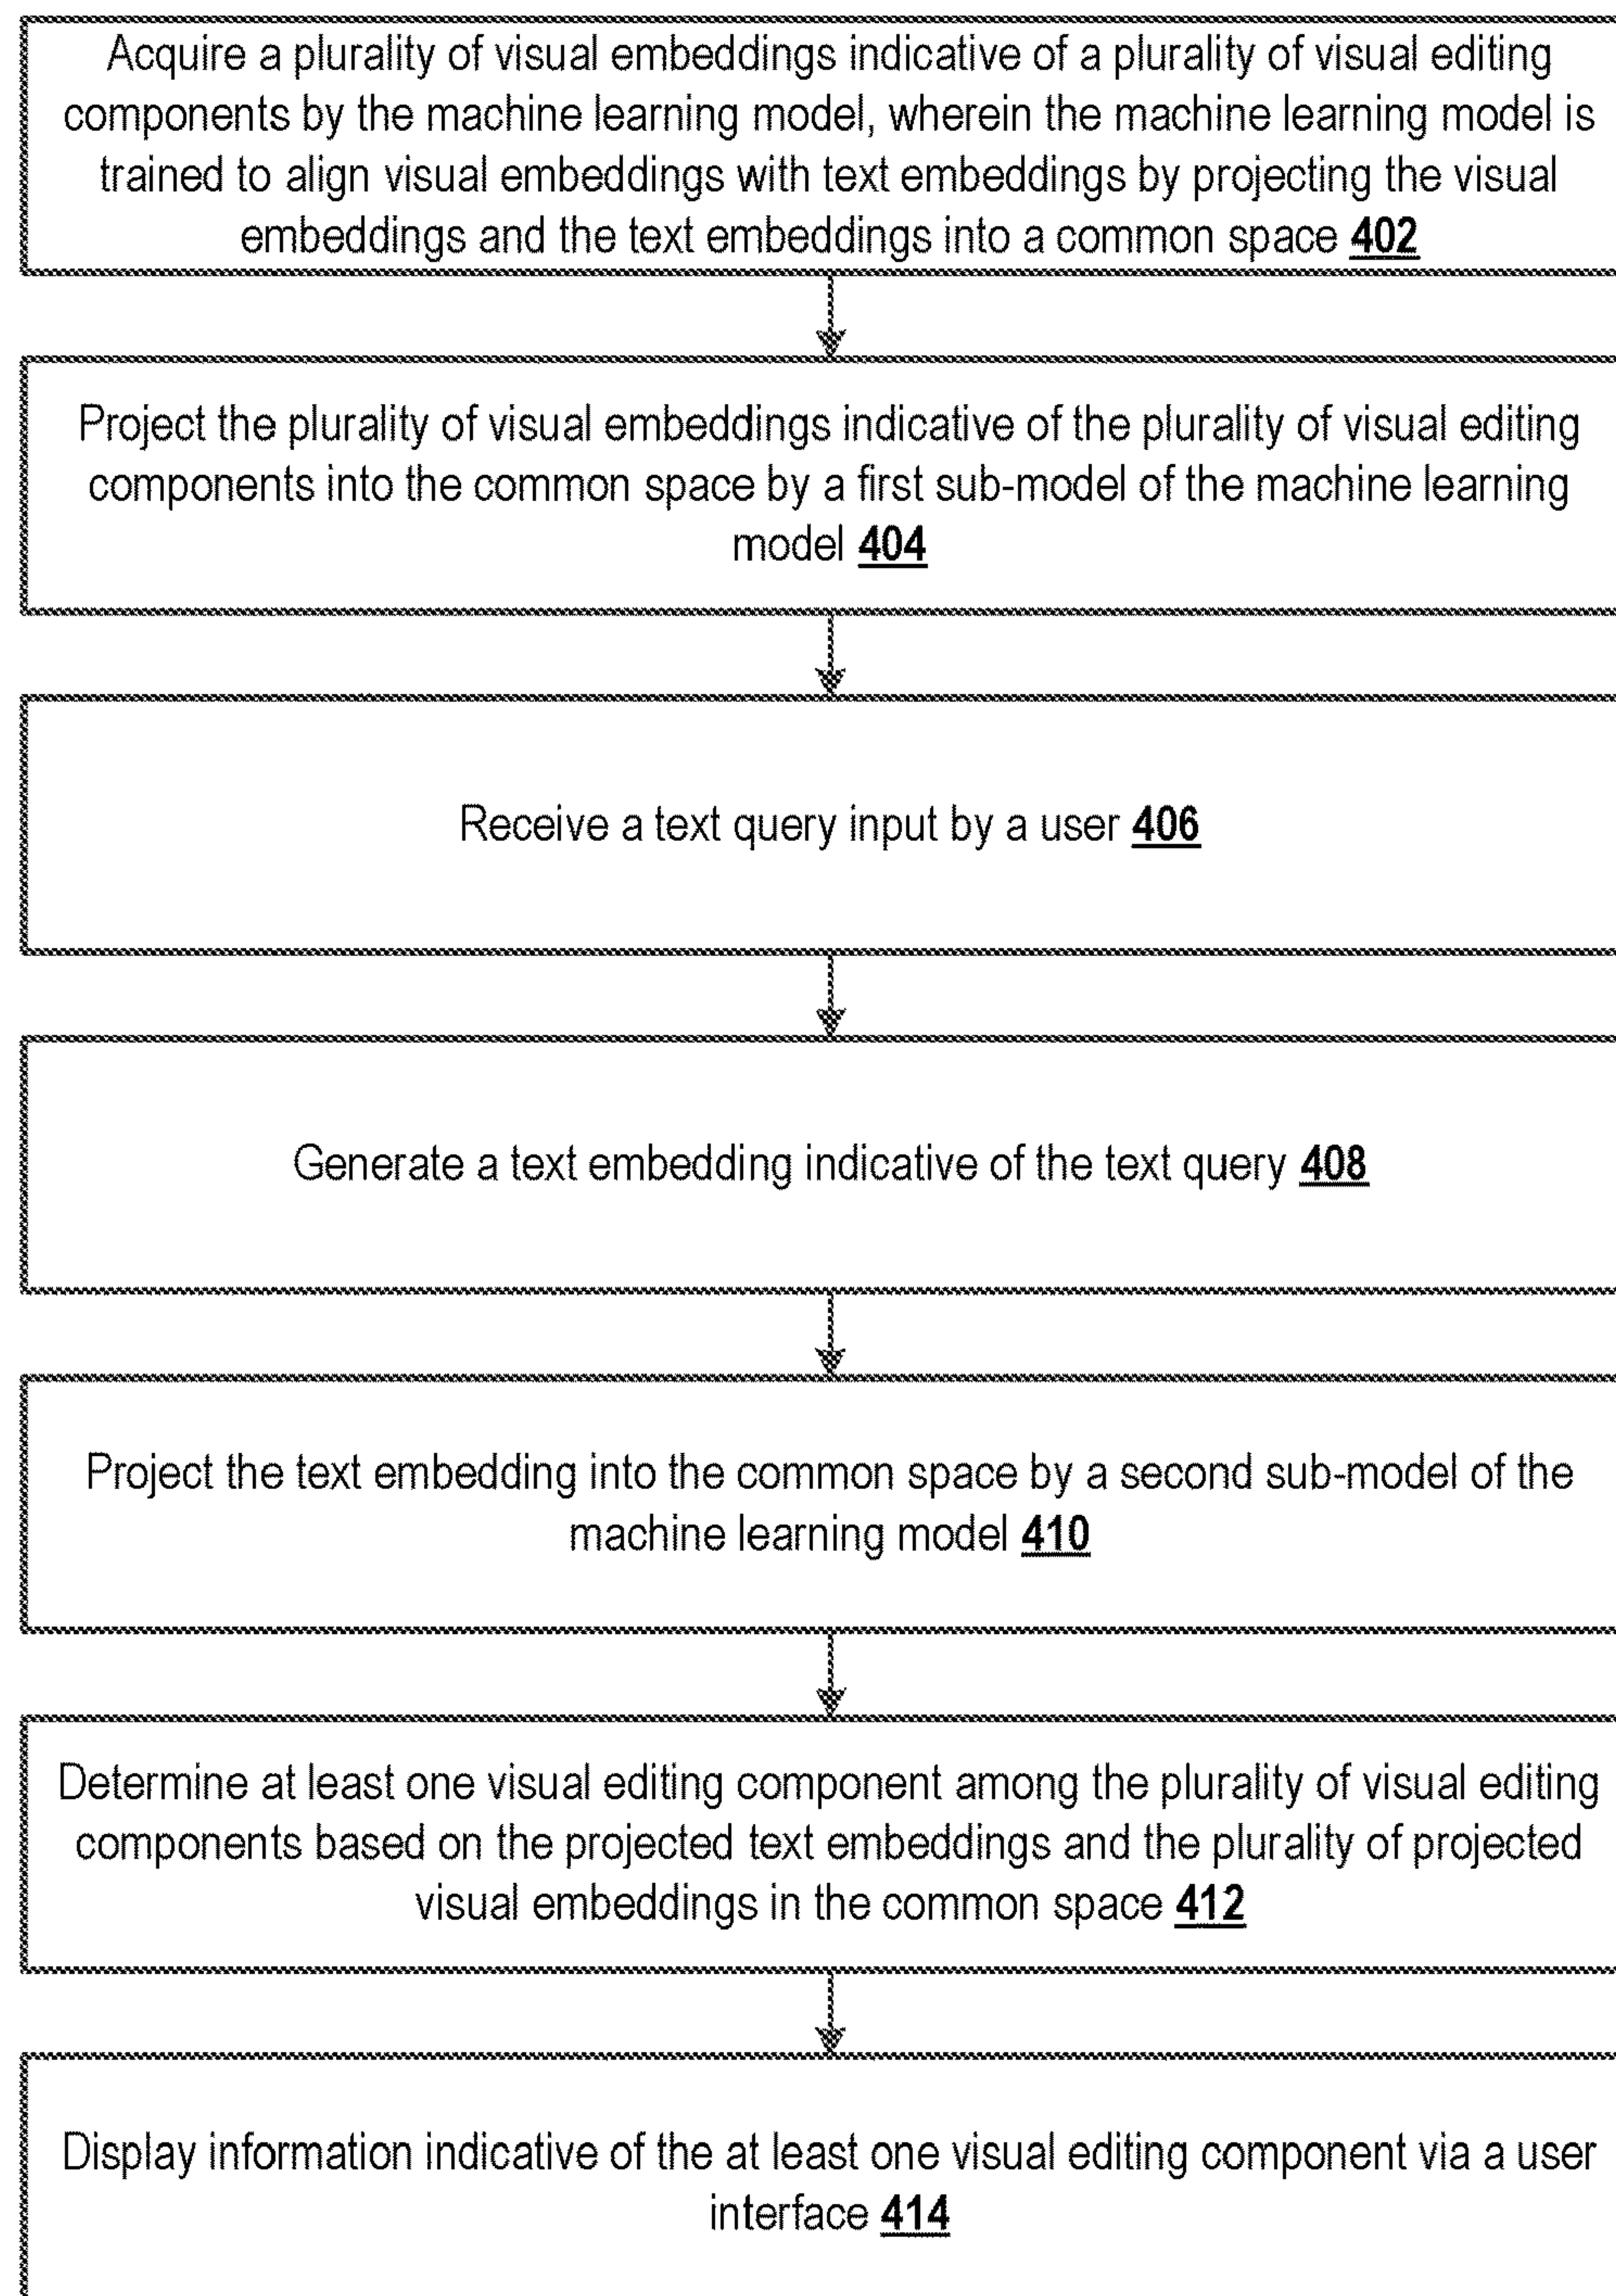 Acquire a plurality of visual embeddings indicative of a plurality of visual editing
components by the machine learning model, wherein the machine learning model is
trained to align visual embeddings with text embeddings by projecting the visual
embeddings and the text embeddings into a common space 402
Project the plurality of visual embeddings indicative of the plurality of visual editing
components into the common space by a first sub-model of the machine learning
model 404
Receive a text query input by a user 406
Generate a text embedding indicative of the text query 408
Project the text embedding into the common space by a second sub-model of the
machine learning model 410
Determine at least one visual editing component among the plurality of visual editing
components based on the projected text embeddings and the plurality of projected
visual embeddings in the common space 412
Display information indicative of the at least one visual editing component via a user
interface 414